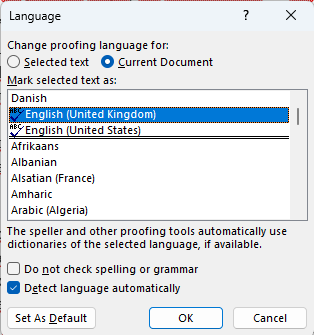 Language
Change proofing language for:
Selected text Current Document
Mark selected text as:
Danish
ABC English (United Kingdom)
ABC English (United States)
Afrikaans
Albanian
Alsatian (France)
Amharic
Arabic (Algeria)
The speller and other proofing tools automatically use
dictionaries of the selected language, if available.
Do not check spelling or grammar
Detect language automatically
Set As Default OK Cancel